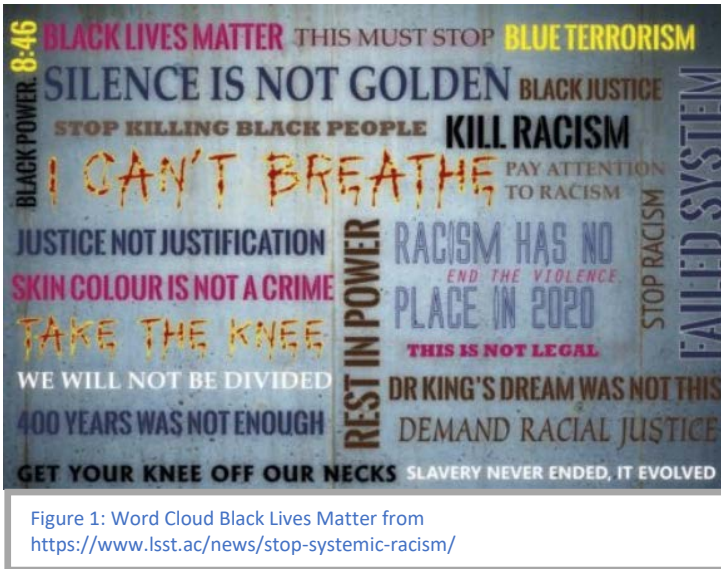 8:46
BLACK LIVES MATTER
THIS MUST STOP
BLUE TERRORISM
BLACK POWER.
SILENCE IS NOT GOLDEN
BLACK JUSTICE
STOP KILLING BLACK PEOPLE
KILL RACISM
FAILED SYSTEM
I CAN'T BREATHE
PAY ATTENTION
TO RACISM
JUSTICE NOT JUSTIFICATION
REST IN POWER
RACISM HAS NO
END THE VIOLENCE
PLACE IN 2020
STOP RACISM
SKIN COLOUR IS NOT A CRIME
TAKE THE KNEE
THIS IS NOT LEGAL
WE WILL NOT BE DIVIDED
DR KING'S DREAM WAS NOT THIS
400 YEARS WAS NOT ENOUGH
DEMAND RACIAL JUSTICE
GET YOUR KNEE OFF OUR NECKS
SLAVERY NEVER ENDED, IT EVOLVED
Figure 1: Word Cloud Black Lives Matter from
https://www.lsst.ac/news/stop-systemic-racism/